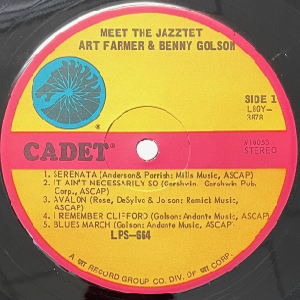 MEET THE JAZZTET
ART FARMER & BENNY GOLSON
SIDE 1
L80Y-
3878
CADET®
STEREO
1. SERENATA (Anderson & Parrish: Mills Music, ASCAP)
2. IT AIN'T NECESSARILY SO (Gershwin: Gershwin Pub.
Corp., ASCAP)
3. AVALON (Rose, DeSylva & Jolson: Remick Music,
ASCAP)
4. I REMEMBER CLIFFORD (Golson: Andante Music, ASCAP)
5. BLUES MARCH (Golson: Andante Music, ASCAP)
LPS-664
RECORD GROUP CO. DIV. OF CORP.